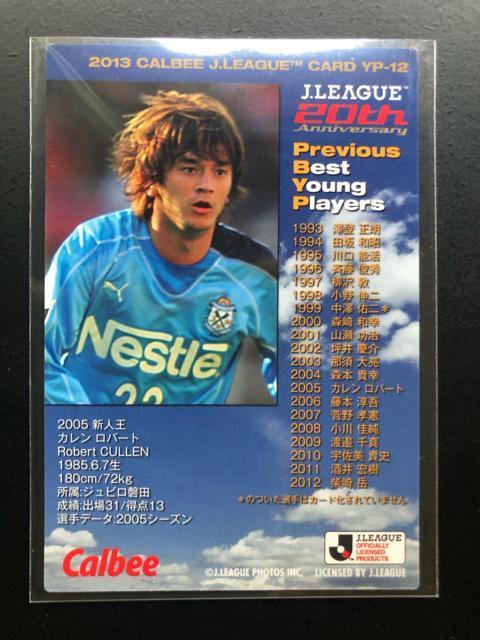 2013 CALBEE J.LEAGUE™ CARD YP-12
J.LEAGUE™
20th
Anniversary
Previous
Best
Young
Players
1993 澤登 正朗
1994 田坂 和昭
1995 川口 能活
1996 斉藤 俊秀
1997 柳沢 敦
1998 小野 伸二
1999 中澤 佑二*
2000 森﨑 和幸
2001 山瀬 功治
2002 坪井 慶介
2003 那須 大亮
2004 森本 貴幸
2005 カレン ロバート
2006 藤本 淳吾
2007 菅野 孝憲
2008 小川 佳純
2009 渡邉 千真
2010 宇佐美 貴史
2011 酒井 宏樹
2012 柴崎 岳
*のついた選手はカード化されていません
Nestlē
22
2005 新人王
カレン ロバート
Robert CULLEN
1985.6.7生
180cm/72kg
所属:ジュビロ磐田
成績:出場31/得点13
選手データ:2005シーズン
Calbee
J.LEAGUE
OFFICIALLY
LICENSED
PRODUCTS
©J.LEAGUE PHOTOS INC. LICENSED BY J.LEAGUE